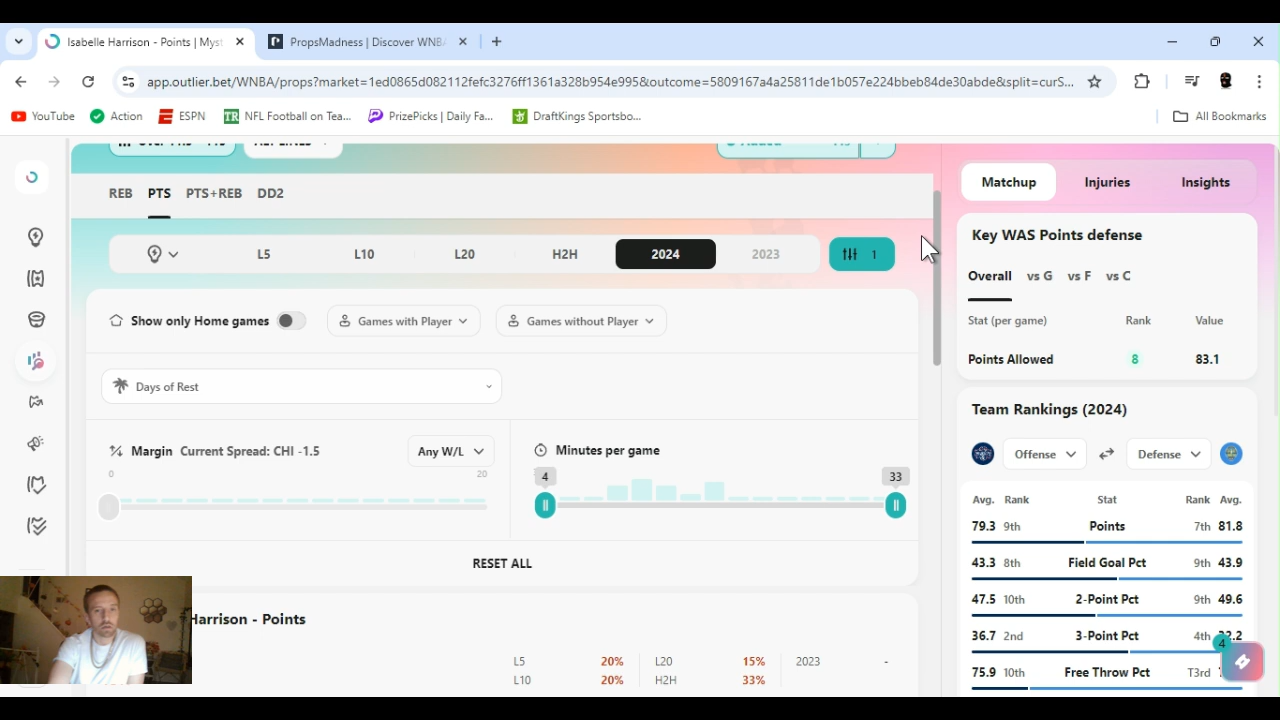 Isabelle Harrison - Points | Myst
PropsMadness | Discover WNBA
app.outlier.bet/WNBA/props?market=1ed0865d082112fefc3276ff1361a328b954e995&outcome=5809167a4a25811de1b057e224bbeb84de30abde&split=curS...
YouTube
Action
ESPN
NFL Football on Tea...
PrizePicks | Daily Fa...
DraftKings Sportsbo...
All Bookmarks
REB PTS PTS+REB DD2
L5 L10 L20 H2H 2024 2023 1
Show only Home games
Games with Player
Games without Player
Days of Rest
Margin Current Spread: CHI -1.5
Any W/L
0 20
Minutes per game
4 33
RESET ALL
Harrison - Points
L5 20% L20 15% 2023 -
L10 20% H2H 33%
Matchup Injuries Insights
Key WAS Points defense
Overall vs G vs F vs C
Stat (per game) Rank Value
Points Allowed 8 83.1
Team Rankings (2024)
Offense Defense
Avg. Rank Stat Rank Avg.
79.3 9th Points 7th 81.8
43.3 8th Field Goal Pct 9th 43.9
47.5 10th 2-Point Pct 9th 49.6
36.7 2nd 3-Point Pct 4th
4
75.9 10th Free Throw Pct T3rd